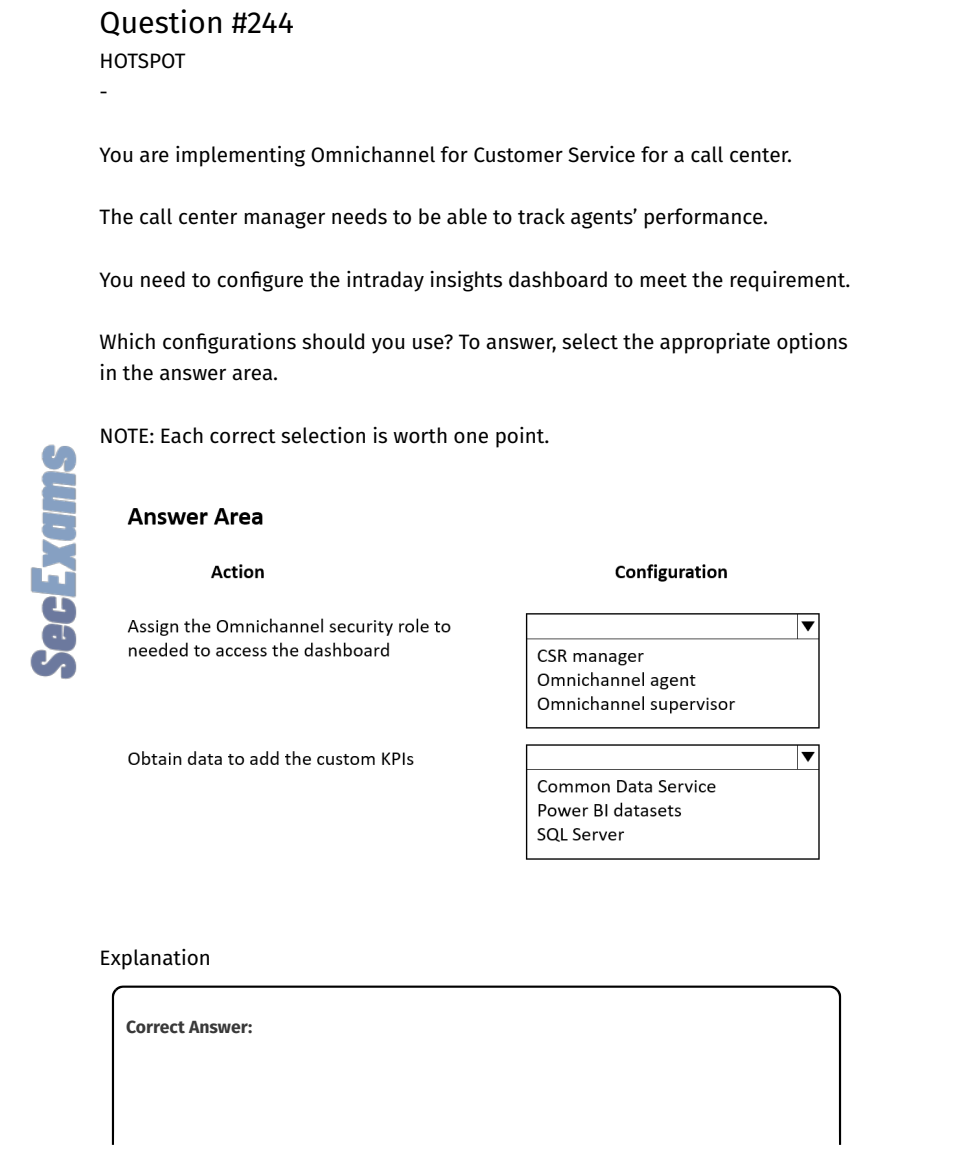 Question #244
HOTSPOT
-
You are implementing Omnichannel for Customer Service for a call center.
The call center manager needs to be able to track agents’ performance.
You need to configure the intraday insights dashboard to meet the requirement.
Which configurations should you use? To answer, select the appropriate options
in the answer area.
NOTE: Each correct selection is worth one point.
SecExams
Answer Area
Action
Configuration
Assign the Omnichannel security role to
needed to access the dashboard
CSR manager
Omnichannel agent
Omnichannel supervisor
Obtain data to add the custom KPIs
Common Data Service
Power BI datasets
SQL Server
Explanation
Correct Answer: